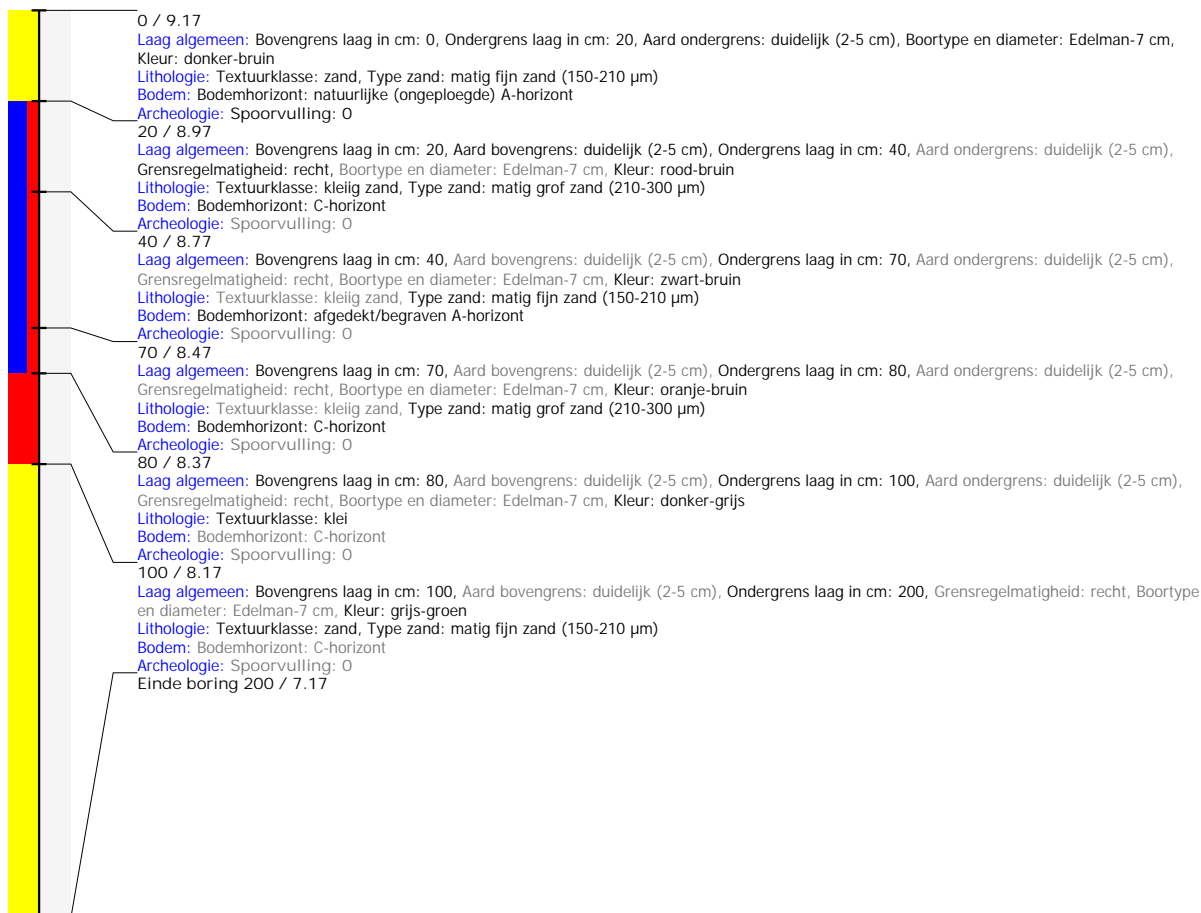 0 / 9.17
Laag algemeen: Bovengrens laag in cm: 0, Ondergrens laag in cm: 20, Aard ondergrens: duidelijk (2-5 cm), Boortype en diameter: Edelman-7 cm,
Kleur: donker-bruin
Lithologie: Textuurklasse: zand, Type zand: matig fijn zand (150-210 µm)
Bodem: Bodemhorizont: natuurlijke (ongeploegde) A-horizont
Archeologie: Spoorvulling: 0
20 / 8.97
Laag algemeen: Bovengrens laag in cm: 20, Aard bovengrens: duidelijk (2-5 cm), Ondergrens laag in cm: 40, Aard ondergrens: duidelijk (2-5 cm),
Grensregelmatigheid: recht, Boortype en diameter: Edelman-7 cm, Kleur: rood-bruin
Lithologie: Textuurklasse: kleiig zand, Type zand: matig grof zand (210-300 µm)
Bodem: Bodemhorizont: C-horizont
Archeologie: Spoorvulling: 0
40 / 8.77
Laag algemeen: Bovengrens laag in cm: 40, Aard bovengrens: duidelijk (2-5 cm), Ondergrens laag in cm: 70, Aard ondergrens: duidelijk (2-5 cm),
Grensregelmatigheid: recht, Boortype en diameter: Edelman-7 cm, Kleur: zwart-bruin
Lithologie: Textuurklasse: kleiig zand, Type zand: matig fijn zand (150-210 µm)
Bodem: Bodemhorizont: afgedekt/begraven A-horizont
Archeologie: Spoorvulling: 0
70 / 8.47
Laag algemeen: Bovengrens laag in cm: 70, Aard bovengrens: duidelijk (2-5 cm), Ondergrens laag in cm: 80, Aard ondergrens: duidelijk (2-5 cm),
Grensregelmatigheid: recht, Boortype en diameter: Edelman-7 cm, Kleur: oranje-bruin
Lithologie: Textuurklasse: kleiig zand, Type zand: matig grof zand (210-300 µm)
Bodem: Bodemhorizont: C-horizont
Archeologie: Spoorvulling: 0
80 / 8.37
Laag algemeen: Bovengrens laag in cm: 80, Aard bovengrens: duidelijk (2-5 cm), Ondergrens laag in cm: 100, Aard ondergrens: duidelijk (2-5 cm),
Grensregelmatigheid: recht, Boortype en diameter: Edelman-7 cm, Kleur: donker-grijs
Lithologie: Textuurklasse: klei
Bodem: Bodemhorizont: C-horizont
Archeologie: Spoorvulling: 0
100 / 8.17
Laag algemeen: Bovengrens laag in cm: 100, Aard bovengrens: duidelijk (2-5 cm), Ondergrens laag in cm: 200, Grensregelmatigheid: recht, Boortype
en diameter: Edelman-7 cm, Kleur: grijs-groen
Lithologie: Textuurklasse: zand, Type zand: matig fijn zand (150-210 µm)
Bodem: Bodemhorizont: C-horizont
Archeologie: Spoorvulling: 0
Einde boring 200 / 7.17